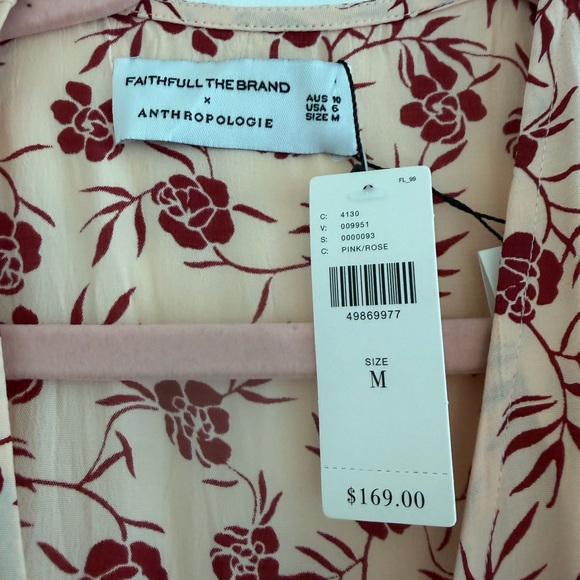 FAITHFULL THE BRAND
x
ANTHROPOLOGIE
AUS 10
USA 6
SIZE M
FL_99
C: 4130
V: 009951
S: 0000093
C: PINK/ROSE
49869977
SIZE
M
$169.00